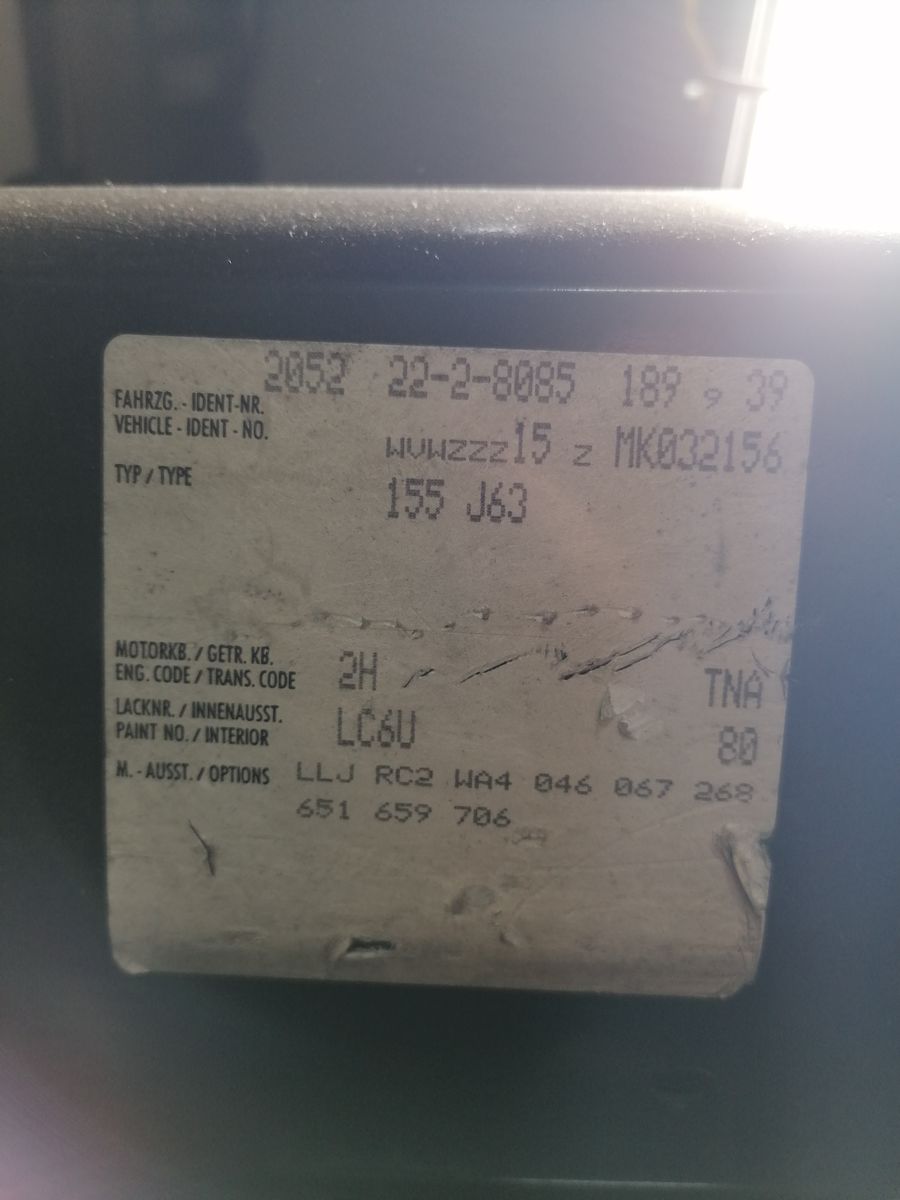 2052 22-2-8085 189 9 39
FAHRZG. - IDENT-NR.
VEHICLE - IDENT - NO.
WVWZZZ15 Z MK032156
TYP / TYPE
155 J63
MOTORKB. / GETR. KB.
ENG. CODE / TRANS. CODE
2H TNA
LACKNR. / INNENAUSST.
PAINT NO. / INTERIOR
LC6U 80
M. - AUSST. / OPTIONS
LLJ RC2 WA4 046 067 268
651 659 706